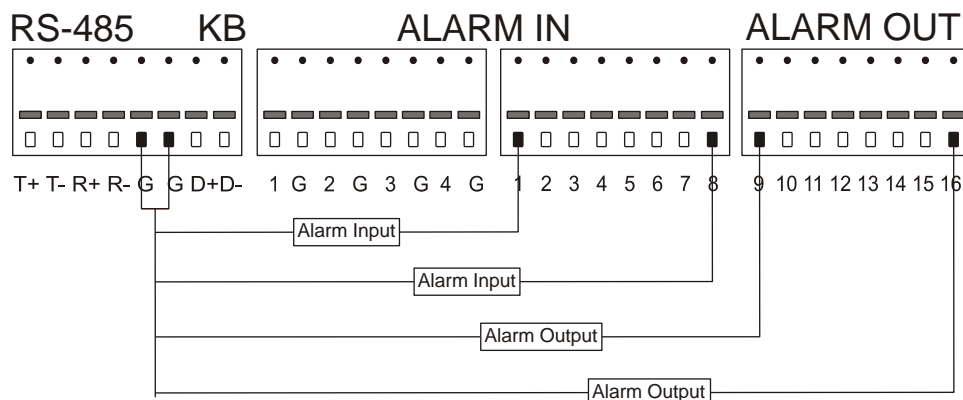 RS-485 KB ALARM IN ALARM OUT
T+ T- R+ R- G G D+ D- 1 G 2 G 3 G 4 G 1 2 3 4 5 6 7 8 9 10 11 12 13 14 15 16
Alarm Input
Alarm Input
Alarm Output
Alarm Output